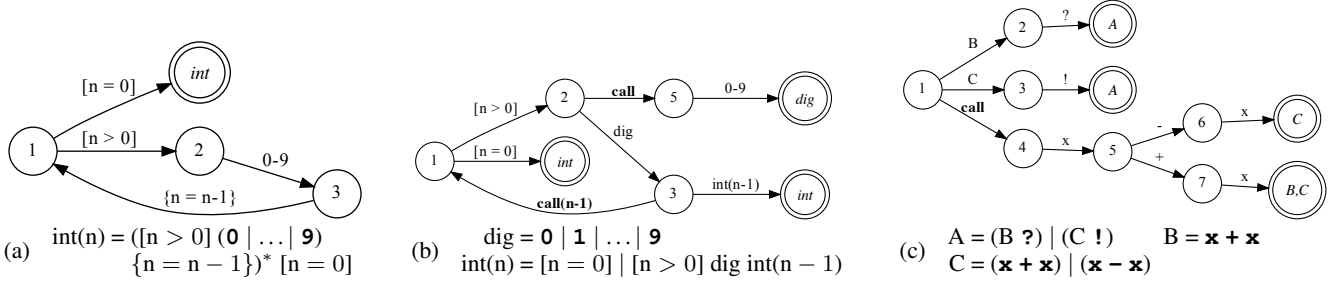 int
[n = 0]
1
[n > 0]
2
0-9
3
{n = n-1}
(a)
int(n) = ([n > 0] (0 | … | 9)
{n = n − 1})* [n = 0]
2
call
5
0-9
dig
[n > 0]
dig
1
[n = 0]
int
3
int(n-1)
int
call(n-1)
(b)
dig = 0 | 1 | … | 9
int(n) = [n = 0] | [n > 0] dig int(n − 1)
2
?
A
B
1
C
3
!
A
call
4
x
5
-
6
x
C
+
7
x
B,C
(c)
A = (B ?) | (C !) B = x + x
C = (x + x) | (x − x)